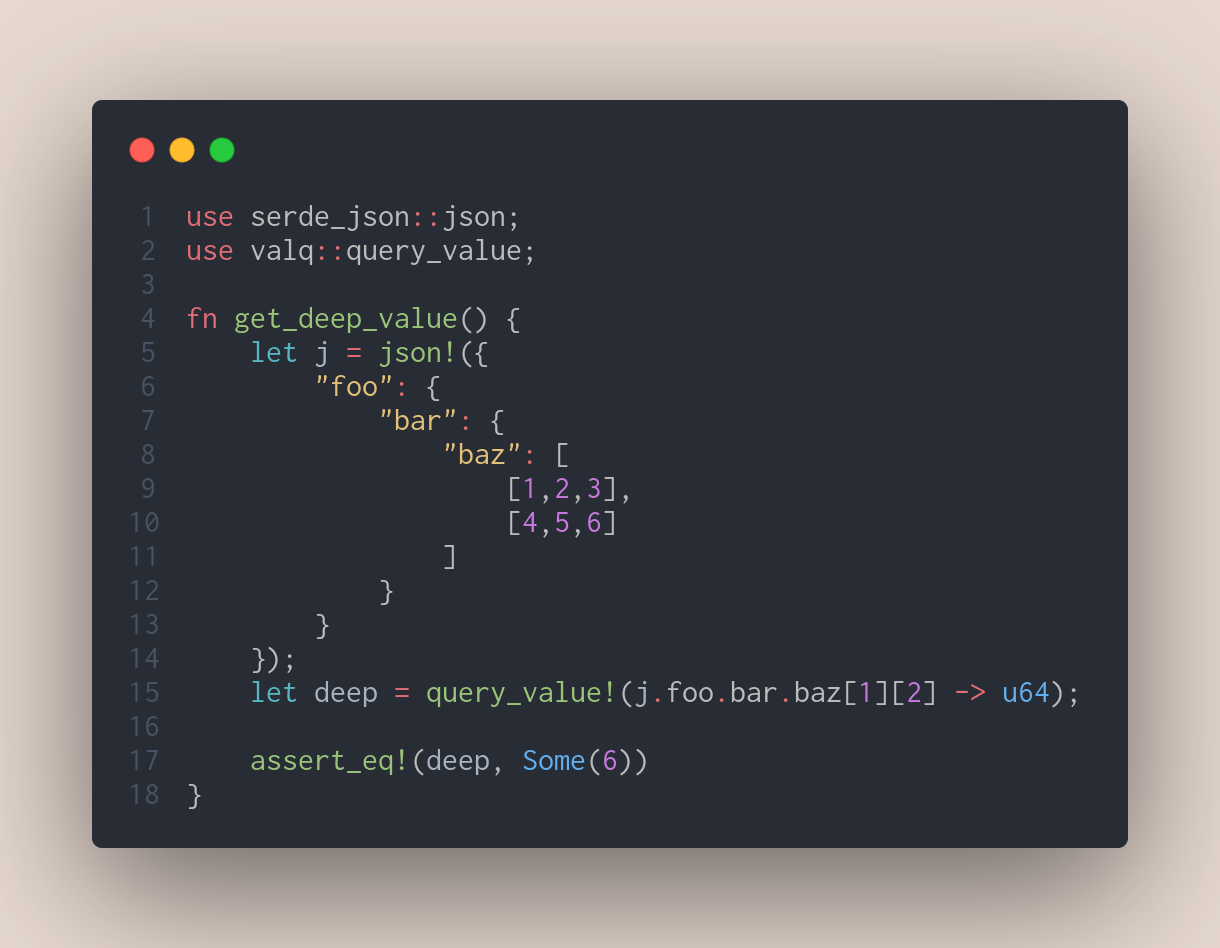 1 use serde_json::json;
2 use valq::query_value;
3
4 fn get_deep_value() {
5     let j = json!({
6         "foo": {
7             "bar": {
8                 "baz": [
9                     [1,2,3],
10                     [4,5,6]
11                 ]
12             }
13         }
14     });
15     let deep = query_value!(j.foo.bar.baz[1][2] -> u64);
16
17     assert_eq!(deep, Some(6))
18 }